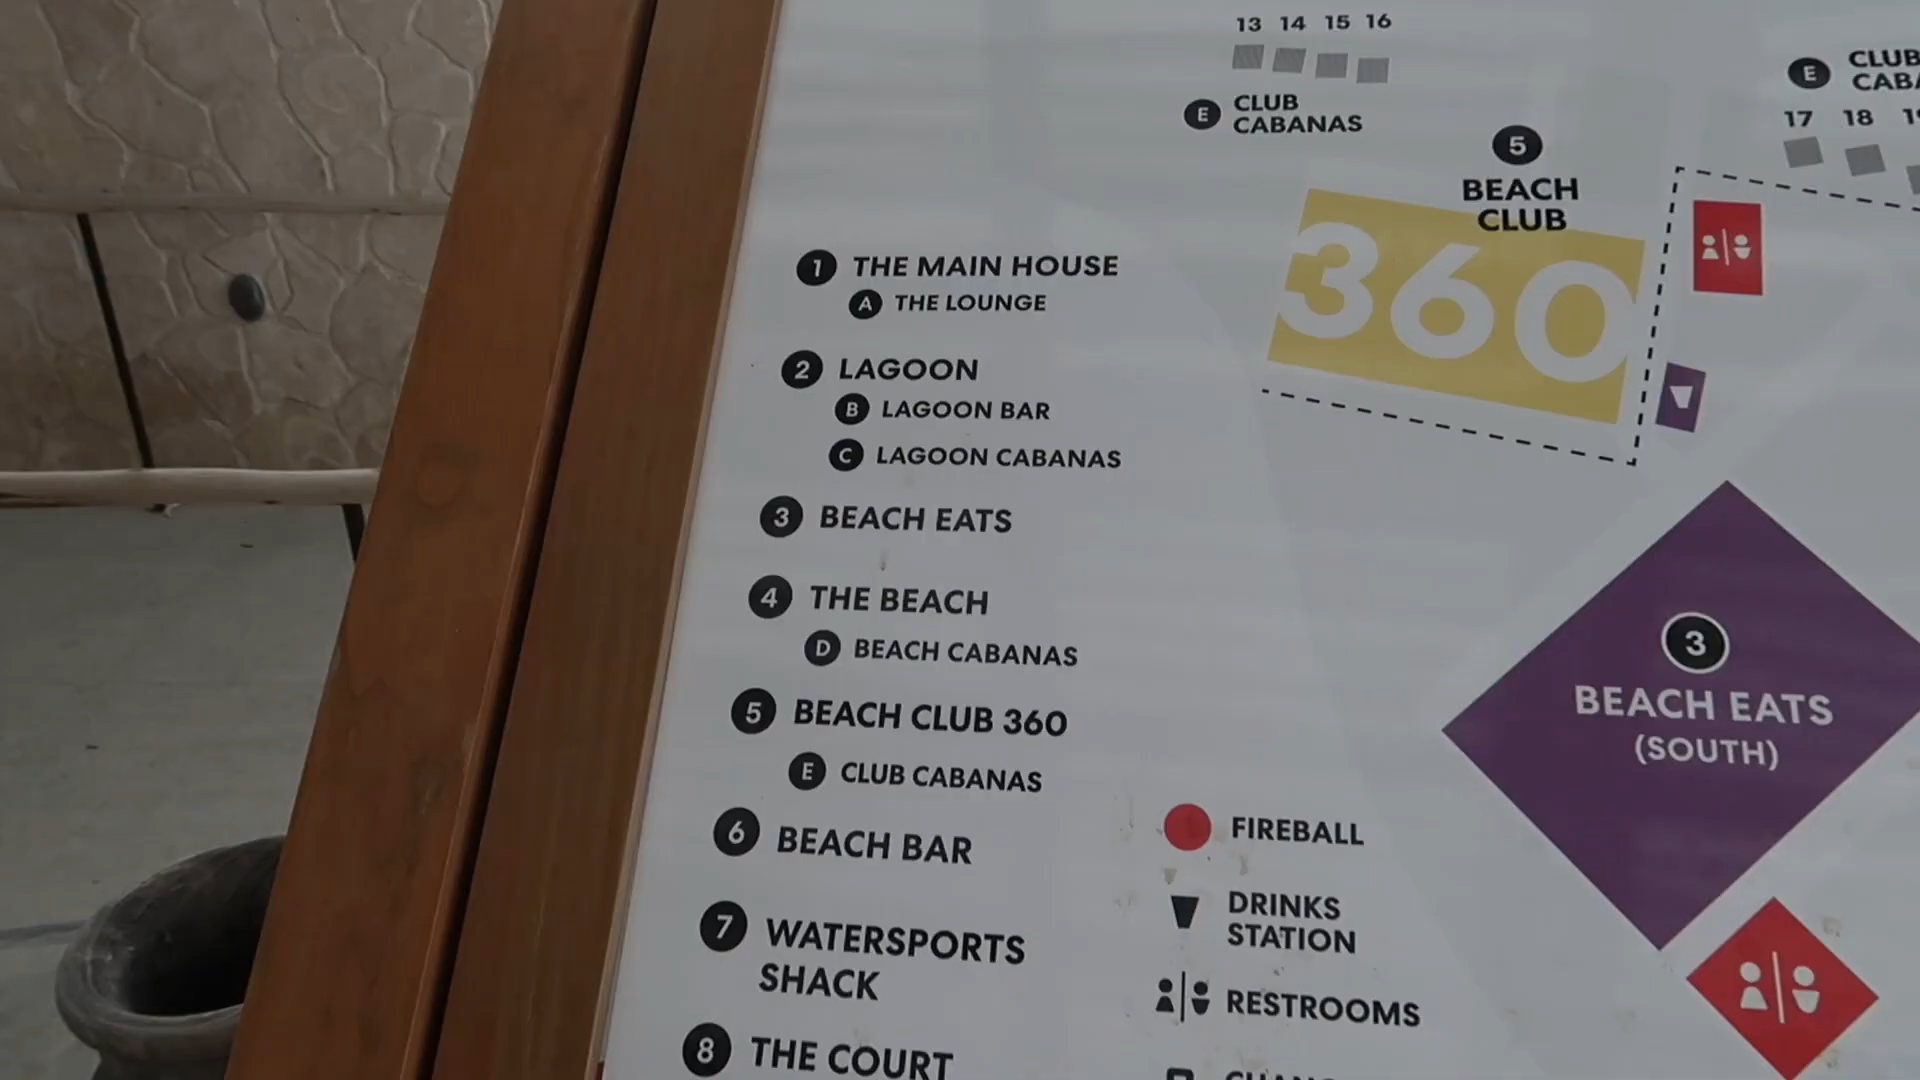 13 14 15 16
E CLUB
CABANAS
E CLUB
17 18
5
BEACH
CLUB
360
1 THE MAIN HOUSE
A THE LOUNGE
2 LAGOON
B LAGOON BAR
C LAGOON CABANAS
3 BEACH EATS
4 THE BEACH
D BEACH CABANAS
5 BEACH CLUB 360
E CLUB CABANAS
6 BEACH BAR
7 WATERSPORTS
SHACK
8 THE COURT
3
BEACH EATS
(SOUTH)
FIREBALL
DRINKS
STATION
RESTROOMS